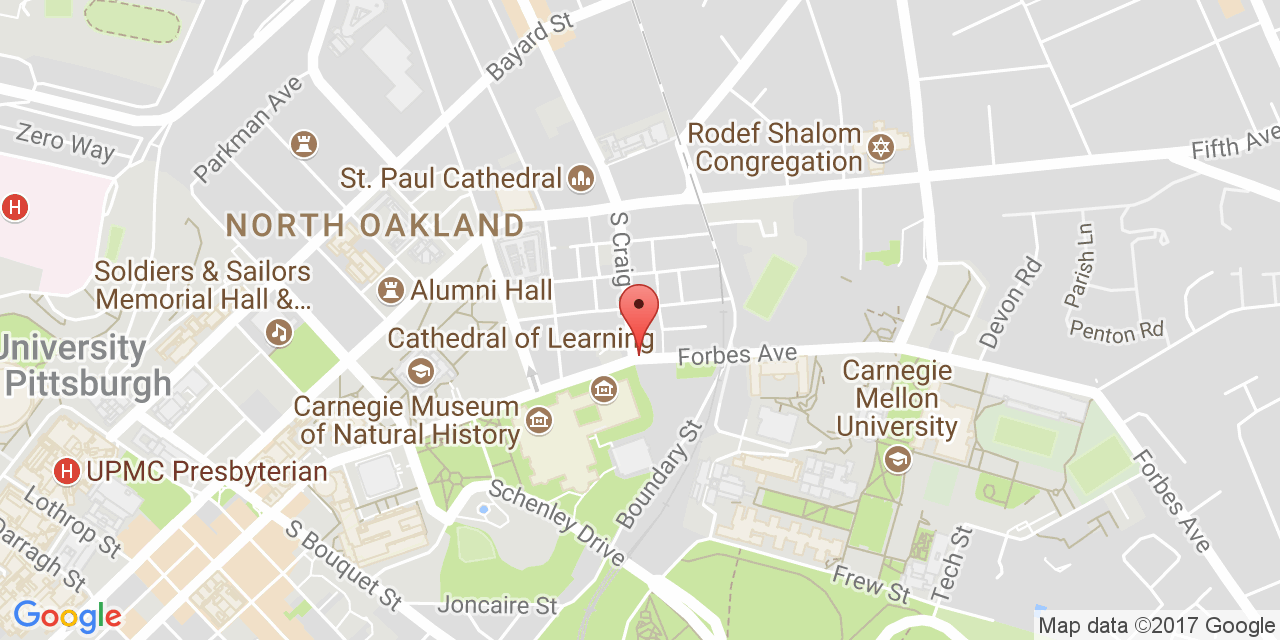 Bayard St
Parkman Ave
Zero Way
Rodef Shalom
Congregation
Fifth Ave
St. Paul Cathedral
H
NORTH OAKLAND
S Craig
Soldiers & Sailors
Memorial Hall &...
Alumni Hall
Parish Ln
Devon Rd
Penton Rd
Cathedral of Learning
Forbes Ave
University
Pittsburgh
Carnegie
Mellon
University
Carnegie Museum
of Natural History
H UPMC Presbyterian
Boundary St
Forbes Ave
Schenley Drive
Lothrop St
Darragh St
S Bouquet St
Tech St
Frew St
Joncaire St
Google
Map data ©2017 Google